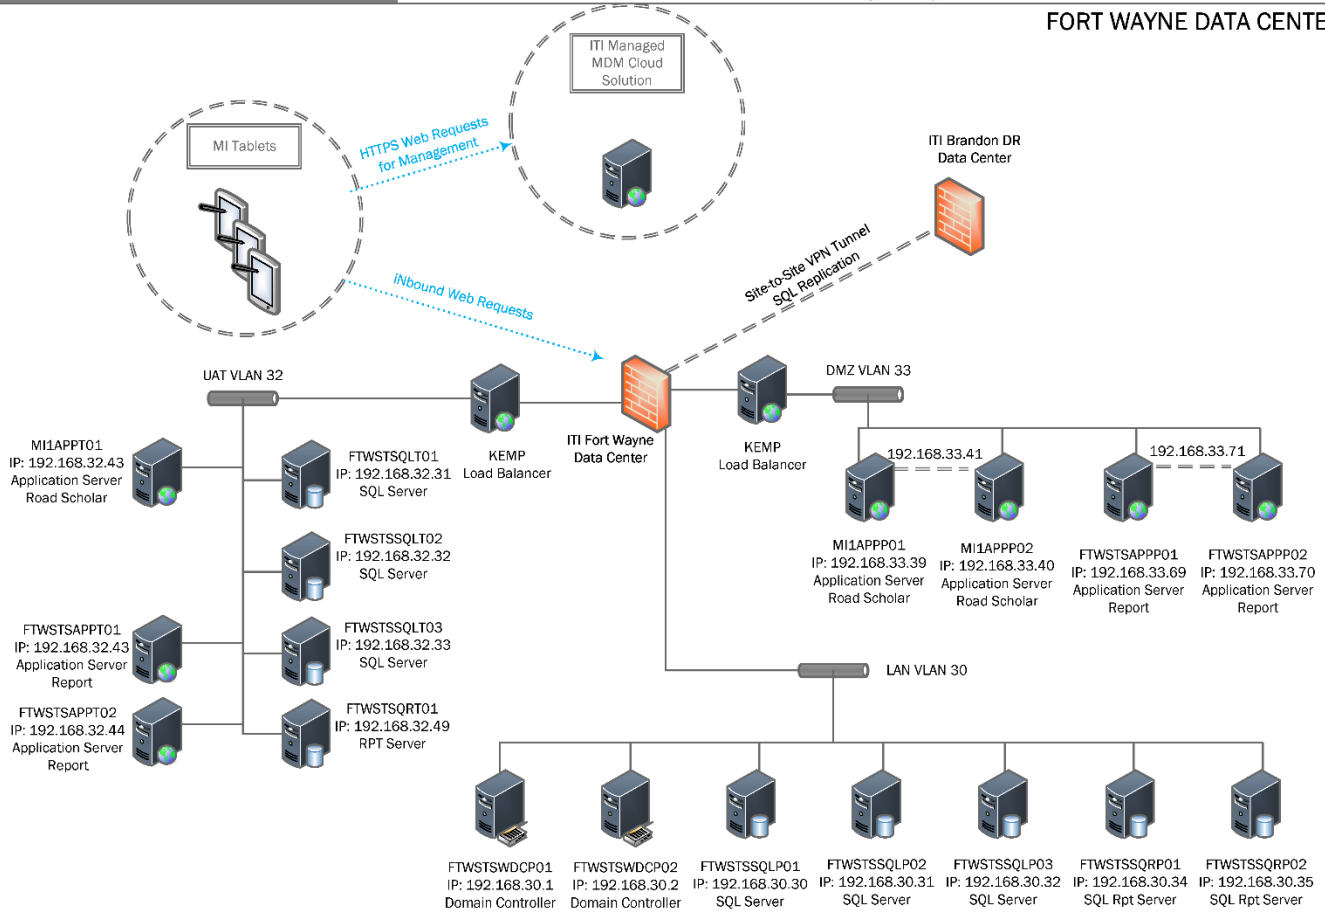 FORT WAYNE DATA CENTE
ITI Managed
MDM Cloud
Solution
MI Tablets
HTTPS Web Requests
for Management
ITI Brandon DR
Data Center
Site-to-Site VPN Tunnel
SQL Replication
iNbound Web Requests
UAT VLAN 32
DMZ VLAN 33
KEMP
Load Balancer
ITI Fort Wayne
Data Center
KEMP
Load Balancer
MI1APPT01
IP: 192.168.32.43
Application Server
Road Scholar
FTWSTSQLT01
IP: 192.168.32.31
SQL Server
192.168.33.41
192.168.33.71
FTWSTSSQLT02
IP: 192.168.32.32
SQL Server
MI1APPP01
IP: 192.168.33.39
Application Server
Road Scholar
MI1APPP02
IP: 192.168.33.40
Application Server
Road Scholar
FTWSTSAPPP01
IP: 192.168.33.69
Application Server
Report
FTWSTSAPPP02
IP: 192.168.33.70
Application Server
Report
FTWSTSAPPT01
IP: 192.168.32.43
Application Server
Report
FTWSTSSQLT03
IP: 192.168.32.33
SQL Server
LAN VLAN 30
FTWSTSAPPT02
IP: 192.168.32.44
Application Server
Report
FTWSTSQRT01
IP: 192.168.32.49
RPT Server
FTWSTSWDCP01
IP: 192.168.30.1
Domain Controller
FTWSTSWDCP02
IP: 192.168.30.2
Domain Controller
FTWSTSSQLP01
IP: 192.168.30.30
SQL Server
FTWSTSSQLP02
IP: 192.168.30.31
SQL Server
FTWSTSSQLP03
IP: 192.168.30.32
SQL Server
FTWSTSSQRP01
IP: 192.168.30.34
SQL Rpt Server
FTWSTSSQRP02
IP: 192.168.30.35
SQL Rpt Server